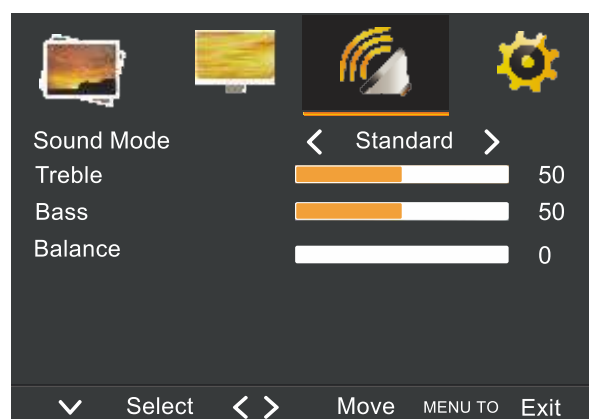 Sound Mode Standard
Treble 50
Bass 50
Balance 0
Select Move MENU TO Exit